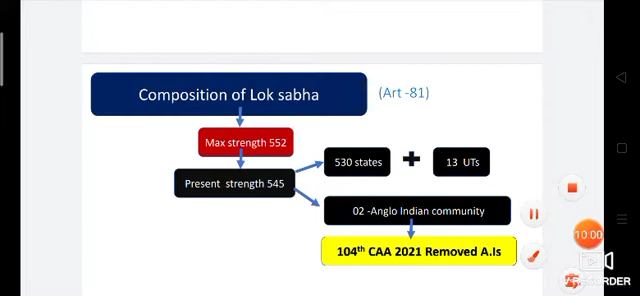 Composition of Lok sabha
(Art -81)
Max strength 552
Present strength 545
530 states
13 UTs
02 -Anglo Indian community
104th CAA 2021 Removed A.Is
10:00
RECORDER